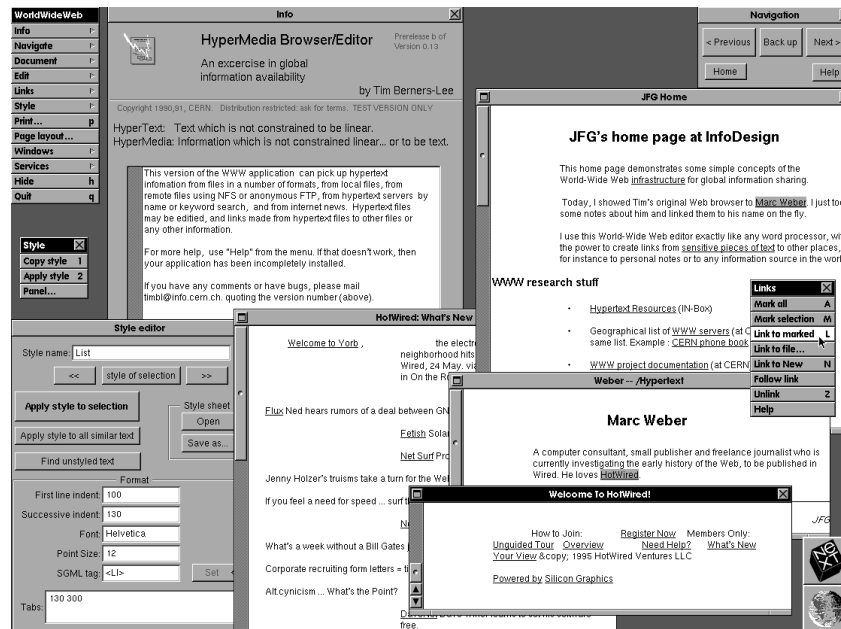 WorldWideWeb
Info
Navigate
Document
Edit
Links
Style
Print... p
Page layout...
Windows
Services
Hide h
Quit q
Style
Copy style 1
Apply style 2
Panel...
Info
HyperMedia Browser/Editor
Prerelease b of
Version 0.13
An excercise in global
information availability
by Tim Berners-Lee
Copyright 1990,91, CERN. Distribution restricted: ask for terms. TEST VERSION ONLY
HyperText: Text which is not constrained to be linear.
HyperMedia: Information which is not constrained linear... or to be text.
This version of the WWW application can pick up hypertext
infomation from files in a number of formats, from local files, from
remote files using NFS or anonymous FTP, from hypertext servers by
name or keyword search, and from internet news. Hypertext files
may be editied, and links made from hypertext files to other files or
any other information.
For more help, use "Help" from the menu. If that doesn't work, then
your application has been incompletely installed.
If you have any comments or have bugs, please mail
timbl@info.cern.ch. quoting the version number (above).
Navigation
< Previous Back up Next >
Home Help
JFG Home
JFG's home page at InfoDesign
This home page demonstrates some simple concepts of the
World-Wide Web infrastructure for global information sharing.
Today, I showed Tim's original Web browser to Marc Weber. I just too
some notes about him and linked them to his name on the fly.
I use this World-Wide Web editor exactly like any word processor, wi
the power to create links from sensitive pieces of text to other places,
for instance to personal notes or to any information source in the worl
WWW research stuff
Hypertext Resources (IN-Box)
Geographical list of WWW servers (at C
same list. Example : CERN phone book
WWW project documentation (at CERN
Links
Mark all A
Mark selection M
Link to marked L
Link to file...
Link to New N
Follow link
Unlink Z
Help
Style editor
Style name: List
<< style of selection >>
Apply style to selection
Apply style to all similar text
Find unstyled text
Style sheet
Open
Save as...
Format
First line indent: 100
Successive indent: 130
Font: Helvetica
Point Size: 12
SGML tag: <LI>
Set
Tabs: 130 300
HotWired: What's New
Welcome to Yorb , the electro
neighborhood hits
Wired, 24 May. via
in On the Ro
Flux Ned hears rumors of a deal between GN
Fetish Solar
Net Surf Pro
Jenny Holzer's truisms take a turn for the Wel
If you feel a need for speed ... surf t
What's a week without a Bill Gates j
Corporate recruiting form letters = ti
Alt.cynicism ... What's the Point?
free.
Weber -- /Hypertext
Marc Weber
A computer consultant, small publisher and freelance journalist who is
currently investigating the early history of the Web, to be published in
Wired. He loves HotWired.
JFG
Welcome To HotWired!
How to Join: Register Now Members Only:
Unguided Tour Overview Need Help? What's New
Your View &copy; 1995 HotWired Ventures LLC
Powered by Silicon Graphics
NeXT